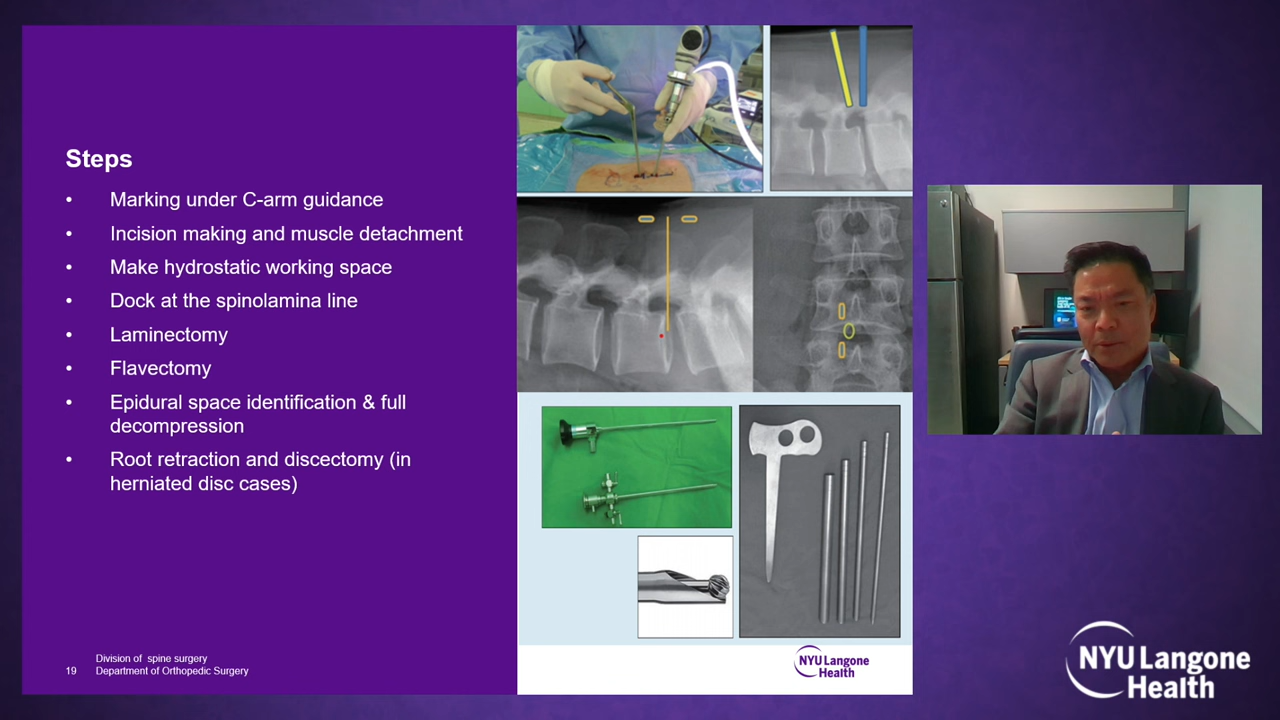 Steps
• Marking under C-arm guidance
• Incision making and muscle detachment
• Make hydrostatic working space
• Dock at the spinolamina line
• Laminectomy
• Flavectomy
• Epidural space identification & full
decompression
• Root retraction and discectomy (in
herniated disc cases)
Division of spine surgery
19 Department of Orthopedic Surgery
NYU Langone
Health
NYU Langone
Health